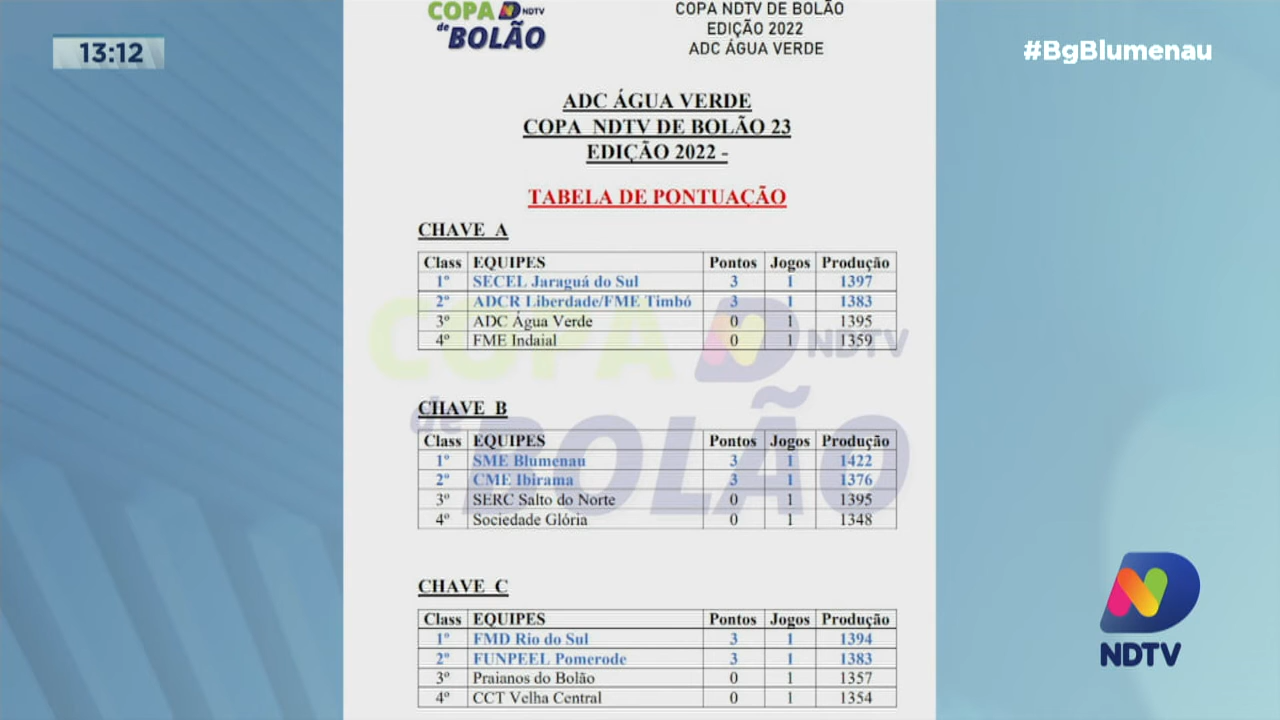 13:12
COPA NDTV
de BOLÃO
COPA NDTV DE BOLÃO
EDIÇÃO 2022
ADC ÁGUA VERDE
#BgBlumenau
ADC ÁGUA VERDE
COPA NDTV DE BOLÃO 23
EDIÇÃO 2022 -
TABELA DE PONTUAÇÃO
CHAVE A
Class EQUIPES Pontos Jogos Produção
1º SECEL Jaraguá do Sul 3 1 1397
2º ADCR Liberdade/FME Timbó 3 1 1383
3º ADC Água Verde 0 1 1395
4º FME Indaial 0 1 1359
COPA NDTV
de BOLÃO
CHAVE B
Class EQUIPES Pontos Jogos Produção
1º SME Blumenau 3 1 1422
2º CME Ibirama 3 1 1376
3º SERC Salto do Norte 0 1 1395
4º Sociedade Glória 0 1 1348
CHAVE C
Class EQUIPES Pontos Jogos Produção
1º FMD Rio do Sul 3 1 1394
2º FUNPEEL Pomerode 3 1 1383
3º Praianos do Bolão 0 1 1357
4º CCT Velha Central 0 1 1354
NDTV